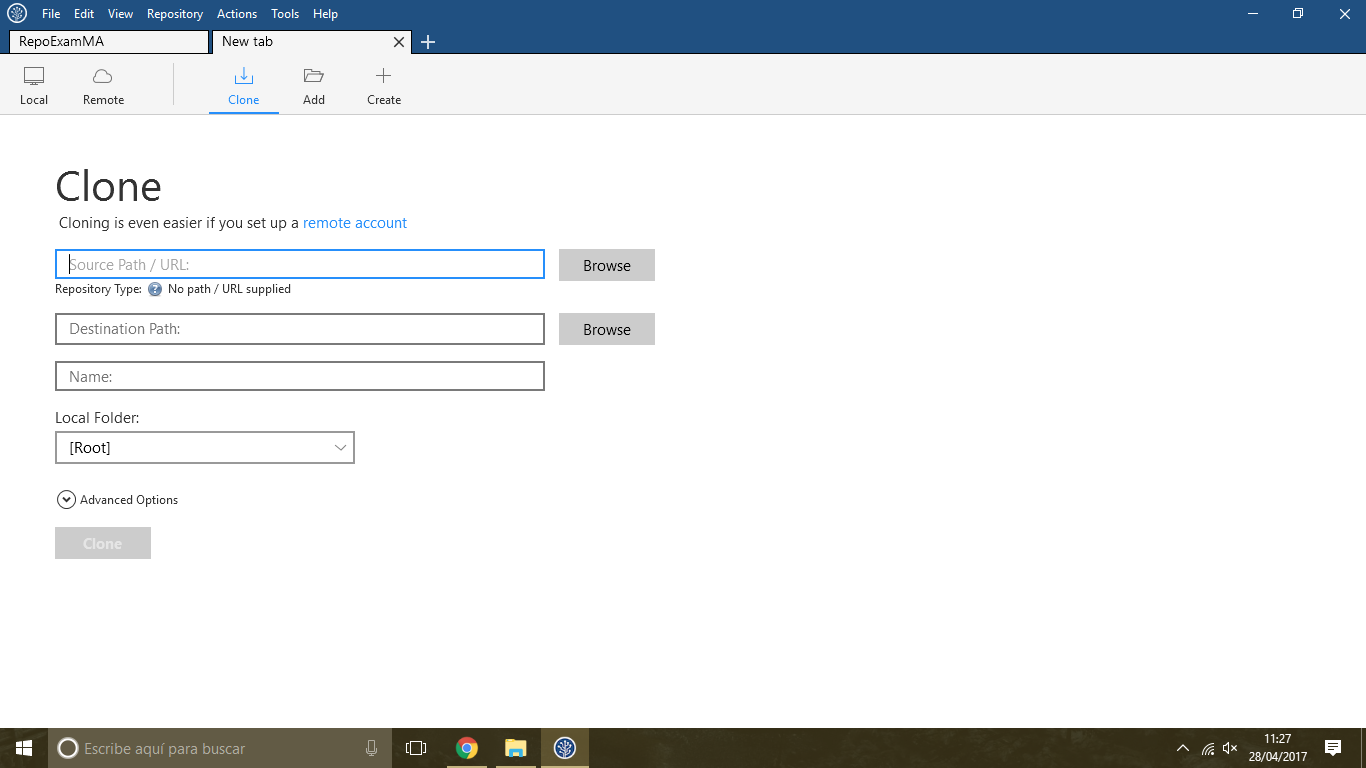 File Edit View Repository Actions Tools Help
RepoExamMA New tab
Local Remote Clone Add Create
Clone
Cloning is even easier if you set up a remote account
Source Path / URL: Browse
Repository Type: ? No path / URL supplied
Destination Path: Browse
Name:
Local Folder:
[Root]
Advanced Options
Clone
Escribe aquí para buscar
11:27
28/04/2017